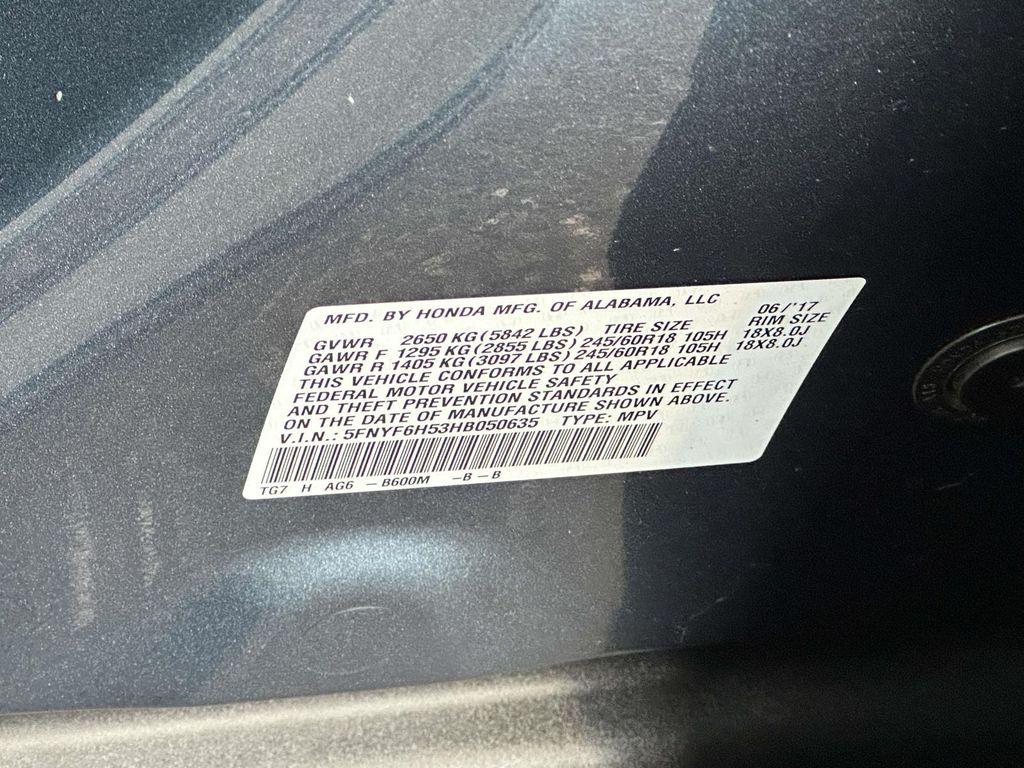 MFD. BY HONDA MFG. OF ALABAMA, LLC 06/'17
GVWR 2650 KG (5842 LBS) TIRE SIZE RIM SIZE
GAWR F 1295 KG (2855 LBS) 245/60R18 105H 18X8.0J
GAWR R 1405 KG (3097 LBS) 245/60R18 105H 18X8.0J
THIS VEHICLE CONFORMS TO ALL APPLICABLE
FEDERAL MOTOR VEHICLE SAFETY
AND THEFT PREVENTION STANDARDS IN EFFECT
ON THE DATE OF MANUFACTURE SHOWN ABOVE.
V.I.N.: 5FNYF6H53HB050635 TYPE: MPV
TG7 H AG6 -B600M -B-B